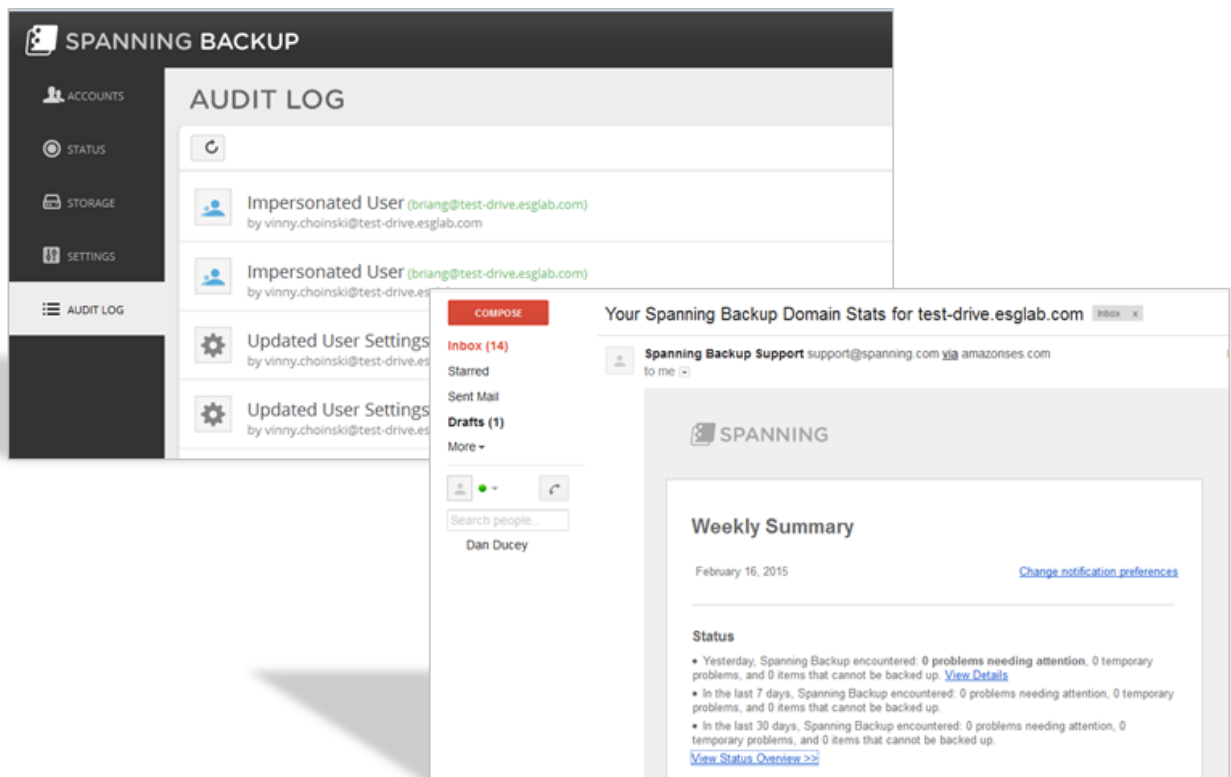 SPANNING BACKUP
ACCOUNTS
STATUS
STORAGE
SETTINGS
AUDIT LOG
AUDIT LOG
Impersonated User (briang@test-drive.esglab.com)
by vinny.choinski@test-drive.esglab.com
Impersonated User (briang@test-drive.esglab.com)
by vinny.choinski@test-drive.es
Updated User Settings
by vinny.choinski@test-drive.es
Updated User Settings
by vinny.choinski@test-drive.es
COMPOSE
Inbox (14)
Starred
Sent Mail
Drafts (1)
More
Search people...
Dan Ducey
Your Spanning Backup Domain Stats for test-drive.esglab.com Inbox x
Spanning Backup Support support@spanning.com via amazonses.com
to me
SPANNING
Weekly Summary
February 16, 2015 Change notification preferences
Status
• Yesterday, Spanning Backup encountered: 0 problems needing attention, 0 temporary
problems, and 0 items that cannot be backed up. View Details
• In the last 7 days, Spanning Backup encountered: 0 problems needing attention, 0 temporary
problems, and 0 items that cannot be backed up.
• In the last 30 days, Spanning Backup encountered: 0 problems needing attention, 0
temporary problems, and 0 items that cannot be backed up.
View Status Overview >>